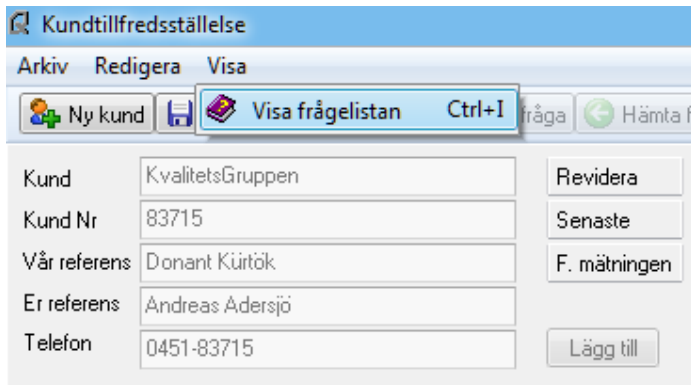 Kundtillfredsställelse
Arkiv Redigera Visa
Ny kund Visa frågelistan Ctrl+I fråga Hämta f
Kund KvalitetsGruppen Revidera
Kund Nr 83715 Senaste
Vår referens Donant Kürtök F. mätningen
Er referens Andreas Adersjö
Telefon 0451-83715 Lägg till